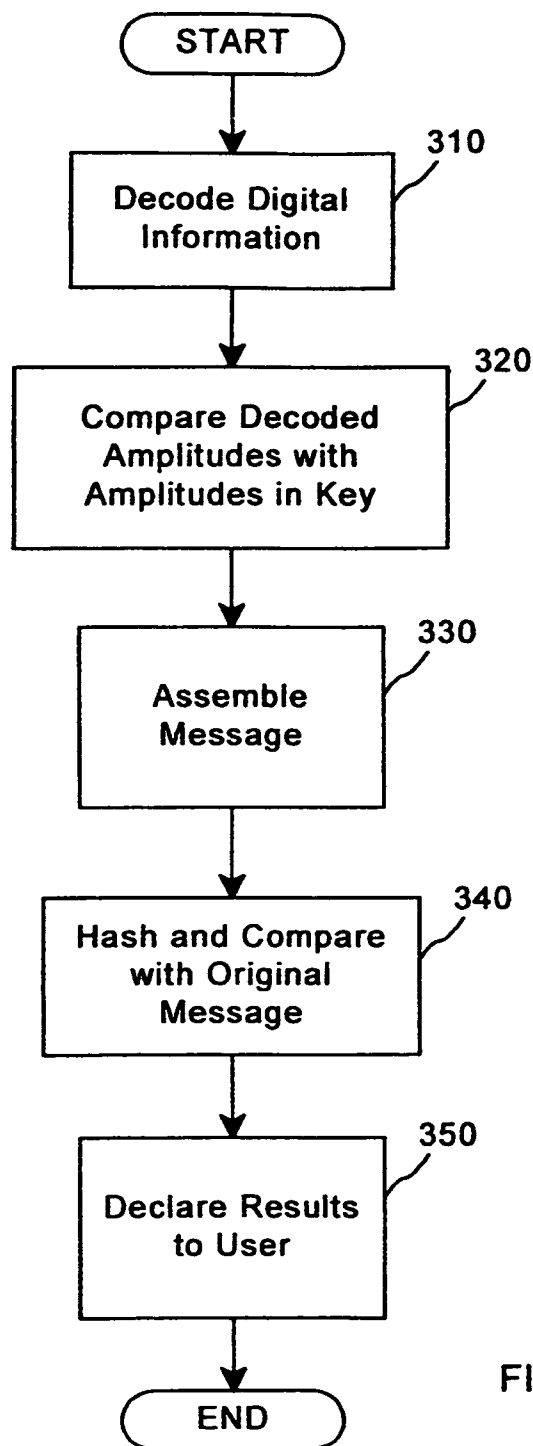 START
310
Decode Digital
Information
320
Compare Decoded
Amplitudes with
Amplitudes in Key
330
Assemble
Message
340
Hash and Compare
with Original
Message
350
Declare Results
to User
END
FI